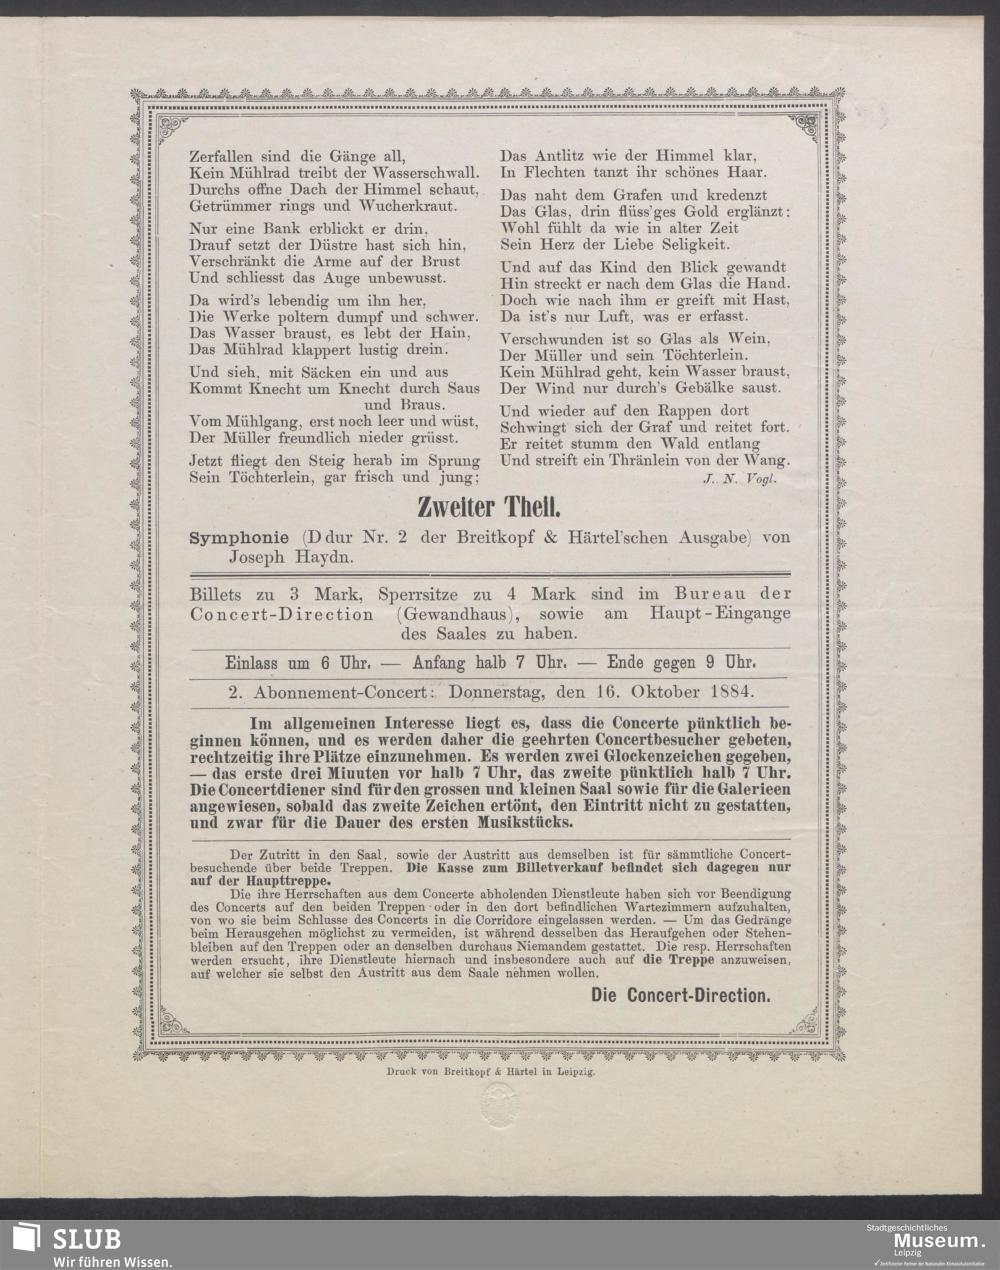 Zerfallen sind die Gänge all,
Kein Mühlrad treibt der Wasserschwall.
Durchs offne Dach der Himmel schaut,
Getrümmer rings und Wucherkraut.
Nur eine Bank erblickt er drin,
Drauf setzt der Düstre hast sich hin,
Verschränkt die Arme auf der Brust
Und schliesst das Auge unbewusst.
Da wird's lebendig um ihn her,
Die Werke poltern dumpf und schwer.
Das Wasser braust, es lebt der Hain,
Das Mühlrad klappert lustig drein.
Und sieh, mit Säcken ein und aus
Kommt Knecht um Knecht durch Saus
und Braus.
Vom Mühlgang, erst noch leer und wüst,
Der Müller freundlich nieder grüsst.
Jetzt fliegt den Steig herab im Sprung
Sein Töchterlein, gar frisch und jung;
Das Antlitz wie der Himmel klar,
In Flechten tanzt ihr schönes Haar.
Das naht dem Grafen und kredenzt
Das Glas, drin flüss'ges Gold erglänzt:
Wohl fühlt da wie in alter Zeit
Sein Herz der Liebe Seligkeit.
Und auf das Kind den Blick gewandt
Hin streckt er nach dem Glas die Hand.
Doch wie nach ihm er greift mit Hast,
Da ist's nur Luft, was er erfasst.
Verschwunden ist so Glas als Wein,
Der Müller und sein Töchterlein.
Kein Mühlrad geht, kein Wasser braust,
Der Wind nur durch's Gebälke saust.
Und wieder auf den Rappen dort
Schwingt sich der Graf und reitet fort.
Er reitet stumm den Wald entlang
Und streift ein Thränlein von der Wang.
J. N. Vogl.
Zweiter Theil.
Symphonie (D dur Nr. 2 der Breitkopf & Härtel'schen Ausgabe) von
Joseph Haydn.
Billets zu 3 Mark, Sperrsitze zu 4 Mark sind im Bureau der
Concert-Direction (Gewandhaus), sowie am Haupt-Eingange
des Saales zu haben.
Einlass um 6 Uhr. — Anfang halb 7 Uhr. — Ende gegen 9 Uhr.
2. Abonnement-Concert: Donnerstag, den 16. Oktober 1884.
Im allgemeinen Interesse liegt es, dass die Concerte pünktlich be-
ginnen können, und es werden daher die geehrten Concertbesucher gebeten,
rechtzeitig ihre Plätze einzunehmen. Es werden zwei Glockenzeichen gegeben,
— das erste drei Minuten vor halb 7 Uhr, das zweite pünktlich halb 7 Uhr.
Die Concertdiener sind für den grossen und kleinen Saal sowie für die Galerieen
angewiesen, sobald das zweite Zeichen ertönt, den Eintritt nicht zu gestatten,
und zwar für die Dauer des ersten Musikstücks.
Der Zutritt in den Saal, sowie der Austritt aus demselben ist für sämmtliche Concert-
besuchende über beide Treppen. Die Kasse zum Billetverkauf befindet sich dagegen nur
auf der Haupttreppe.
Die ihre Herrschaften aus dem Concerte abholenden Dienstleute haben sich vor Beendigung
des Concerts auf den beiden Treppen oder in den dort befindlichen Wartezimmern aufzuhalten,
von wo sie beim Schlusse des Concerts in die Corridore eingelassen werden. — Um das Gedränge
beim Herausgehen möglichst zu vermeiden, ist während desselben das Heraufgehen oder Stehen-
bleiben auf den Treppen oder an denselben durchaus Niemandem gestattet. Die resp. Herrschaften
werden ersucht, ihre Dienstleute hiernach und insbesondere auch auf die Treppe anzuweisen,
auf welcher sie selbst den Austritt aus dem Saale nehmen wollen.
Die Concert-Direction.
Druck von Breitkopf & Härtel in Leipzig.
SLUB
Wir führen Wissen.
Stadtgeschichtliches
Museum.
Leipzig
Zertifizierter Partner der Nationalen Klimaschutzinitiative